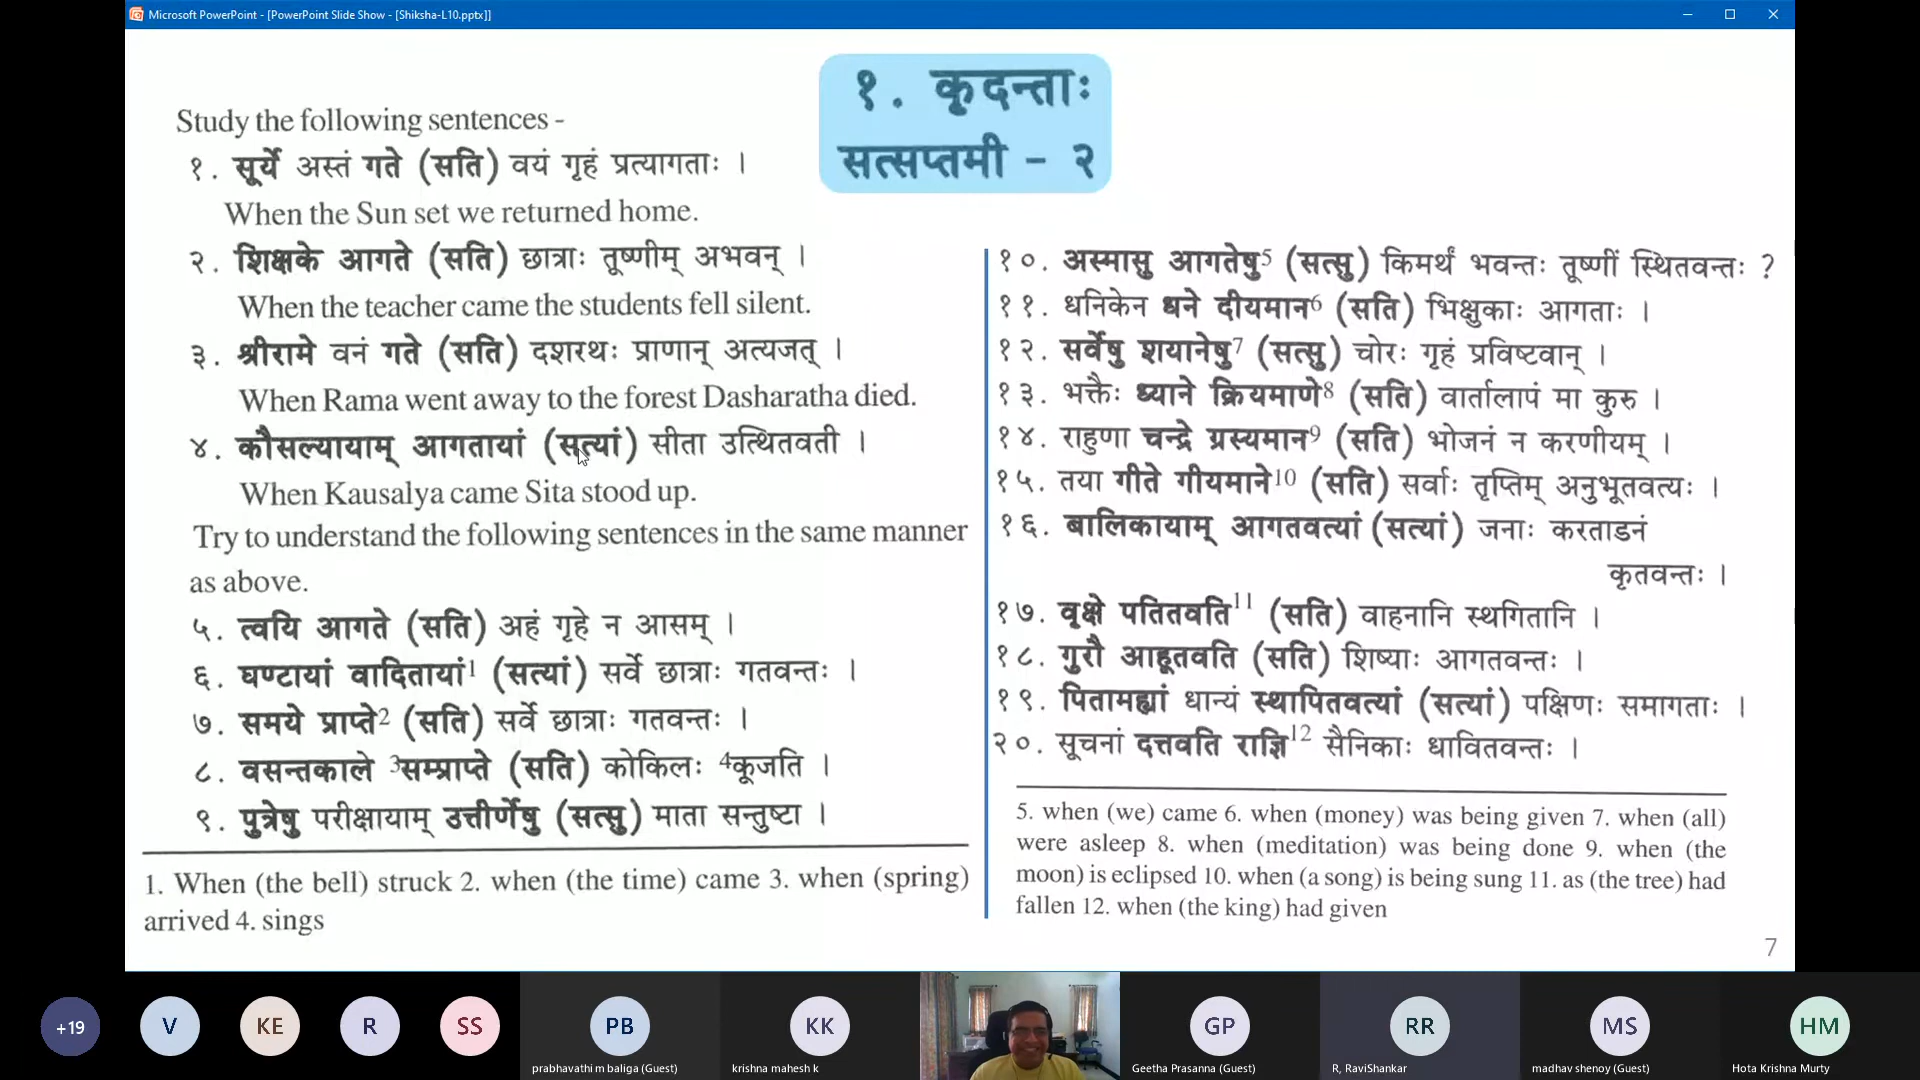 Microsoft PowerPoint - [PowerPoint Slide Show - [Shiksha-L10.pptx]]
१. कृदन्ताः
सत्सप्तमी - २
Study the following sentences -
१. सूर्ये अस्तं गते (सति) वयं गृहं प्रत्यागताः ।
When the Sun set we returned home.
२. शिक्षके आगते (सति) छात्राः तूष्णीम् अभवन् ।
When the teacher came the students fell silent.
३. श्रीरामे वनं गते (सति) दशरथः प्राणान् अत्यजत् ।
When Rama went away to the forest Dasharatha died.
४. कौसल्यायाम् आगतायां (सत्यां) सीता उत्थितवती ।
When Kausalya came Sita stood up.
Try to understand the following sentences in the same manner
as above.
५. त्वयि आगते (सति) अहं गृहे न आसम् ।
६. घण्टायां वादितायां1 (सत्यां) सर्वे छात्राः गतवन्तः ।
७. समये प्राप्ते2 (सति) सर्वे छात्राः गतवन्तः ।
८. वसन्तकाले 3सम्प्राप्ते (सति) कोकिलः 4कूजति ।
९. पुत्रेषु परीक्षायाम् उत्तीर्णेषु (सत्सु) माता सन्तुष्टा ।
1. When (the bell) struck 2. when (the time) came 3. when (spring)
arrived 4. sings
१०. अस्मासु आगतेषु5 (सत्सु) किमर्थं भवन्तः तूष्णीं स्थितवन्तः ?
११. धनिकेन धने दीयमान6 (सति) भिक्षुकाः आगताः ।
१२. सर्वेषु शयानेषु7 (सत्सु) चोरः गृहं प्रविष्टवान् ।
१३. भक्तैः ध्याने क्रियमाणे8 (सति) वार्तालापं मा कुरु ।
१४. राहुणा चन्द्रे ग्रस्यमान9 (सति) भोजनं न करणीयम् ।
१५. तया गीते गीयमाने10 (सति) सर्वाः तृप्तिम् अनुभूतवत्यः ।
१६. बालिकायाम् आगतवत्यां (सत्यां) जनाः करताडनं
कृतवन्तः ।
१७. वृक्षे पतितवति11 (सति) वाहनानि स्थगितानि ।
१८. गुरौ आहूतवति (सति) शिष्याः आगतवन्तः ।
१९. पितामह्यां धान्यं स्थापितवत्यां (सत्यां) पक्षिणः समागताः ।
२०. सूचनां दत्तवति राज्ञि12 सैनिकाः धावितवन्तः ।
5. when (we) came 6. when (money) was being given 7. when (all)
were asleep 8. when (meditation) was being done 9. when (the
moon) is eclipsed 10. when (a song) is being sung 11. as (the tree) had
fallen 12. when (the king) had given
7
+19
V
KE
R
SS
PB
KK
GP
RR
MS
HM
prabhavathi m baliga (Guest)
krishna mahesh k
Geetha Prasanna (Guest)
R, RaviShankar
madhav shenoy (Guest)
Hota Krishna Murty